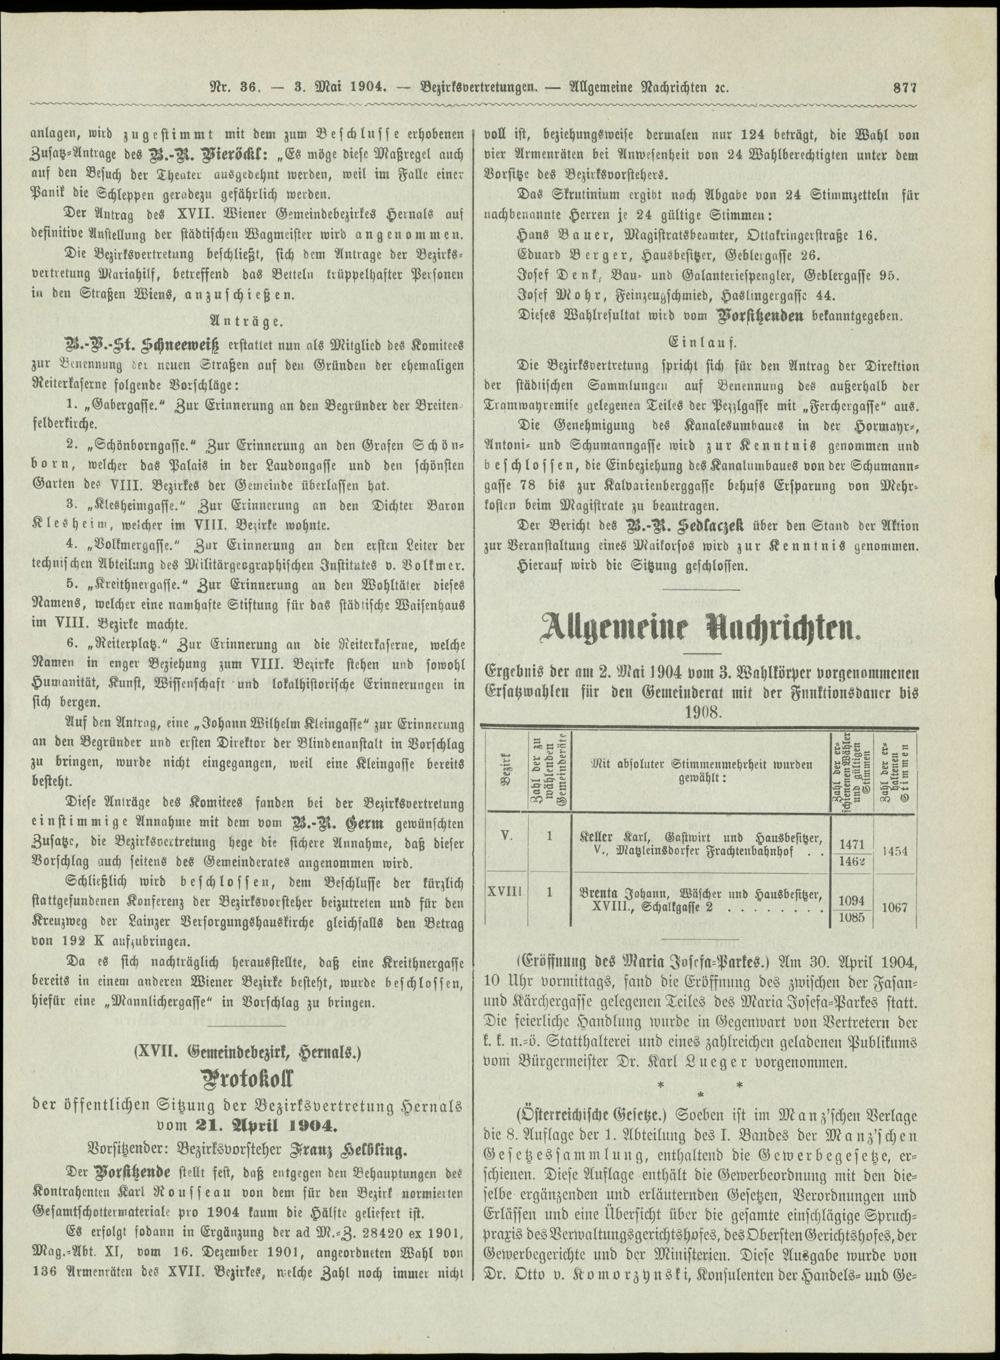 Nr. 36. — 3. Mai 1904. — Bezirksvertretungen. — Allgemeine Nachrichten ꝛc. 877
anlagen, wird zugestimmt mit dem zum Beschlusse erhobenen
Zusatz-Antrage des B.-R. Bieröckl: „Es möge diese Maßregel auch
auf den Besuch der Theater ausgedehnt werden, weil im Falle einer
Panik die Schleppen geradezu gefährlich werden.
Der Antrag des XVII. Wiener Gemeindebezirkes Hernals auf
definitive Anstellung der städtischen Wagmeister wird angenommen.
Die Bezirksvertretung beschließt, sich dem Antrage der Bezirks-
vertretung Mariahilf, betreffend das Betteln krüppelhafter Personen
in den Straßen Wiens, anzuschießen.
Anträge.
B.-V.-St. Schneeweiß erstattet nun als Mitglied des Komitees
zur Benennung der neuen Straßen auf den Gründen der ehemaligen
Reiterkaserne folgende Vorschläge:
1. „Gabergasse.“ Zur Erinnerung an den Begründer der Breiten-
felderkirche.
2. „Schönborngasse.“ Zur Erinnerung an den Grafen Schön-
born, welcher das Palais in der Laudongasse und den schönsten
Garten des VIII. Bezirkes der Gemeinde überlassen hat.
3. „Klesheimgasse.“ Zur Erinnerung an den Dichter Baron
Klesheim, welcher im VIII. Bezirke wohnte.
4. „Volkmergasse.“ Zur Erinnerung an den ersten Leiter der
technischen Abteilung des Militärgeographischen Institutes v. Volkmer.
5. „Kreithnergasse.“ Zur Erinnerung an den Wohltäter dieses
Namens, welcher eine namhafte Stiftung für das städtische Waisenhaus
im VIII. Bezirke machte.
6. „Reiterplatz.“ Zur Erinnerung an die Reiterkaserne, welche
Namen in enger Beziehung zum VIII. Bezirke stehen und sowohl
Humanität, Kunst, Wissenschaft und lokalhistorische Erinnerungen in
sich bergen.
Auf den Antrag, eine „Johann Wilhelm Kleingasse“ zur Erinnerung
an den Begründer und ersten Direktor der Blindenanstalt in Vorschlag
zu bringen, wurde nicht eingegangen, weil eine Kleingasse bereits
besteht.
Diese Anträge des Komitees fanden bei der Bezirksvertretung
einstimmige Annahme mit dem vom B.-R. Germ gewünschten
Zusatze, die Bezirksvertretung hege die sichere Annahme, daß dieser
Vorschlag auch seitens des Gemeinderates angenommen wird.
Schließlich wird beschlossen, dem Beschlusse der kürzlich
stattgefundenen Konferenz der Bezirksvorsteher beizutreten und für den
Kreuzweg der Lainzer Versorgungshauskirche gleichfalls den Betrag
von 192 K aufzubringen.
Da es sich nachträglich herausstellte, daß eine Kreithnergasse
bereits in einem anderen Wiener Bezirke besteht, wurde beschlossen,
hiefür eine „Mannlichergasse“ in Vorschlag zu bringen.
(XVII. Gemeindebezirk, Hernals.)
Protokoll
der öffentlichen Sitzung der Bezirksvertretung Hernals
vom 21. April 1904.
Vorsitzender: Bezirksvorsteher Franz Helbling.
Der Vorsitzende stellt fest, daß entgegen den Behauptungen des
Kontrahenten Karl Rousseau von dem für den Bezirk normierten
Gesamtschottermateriale pro 1904 kaum die Hälfte geliefert ist.
Es erfolgt sodann in Ergänzung der ad M.-Z. 28420 ex 1901,
Mag.-Abt. XI, vom 16. Dezember 1901, angeordneten Wahl von
136 Armenräten des XVII. Bezirkes, welche Zahl noch immer nicht
voll ist, beziehungsweise dermalen nur 124 beträgt, die Wahl von
vier Armenräten bei Anwesenheit von 24 Wahlberechtigten unter dem
Vorsitze des Bezirksvorstehers.
Das Skrutinium ergibt nach Abgabe von 24 Stimmzetteln für
nachbenannte Herren je 24 gültige Stimmen:
Hans Bauer, Magistratsbeamter, Ottakringerstraße 16.
Eduard Berger, Hausbesitzer, Geblergasse 26.
Josef Denk, Bau- und Galanteriespengler, Geblergasse 95.
Josef Mohr, Feinzeugschmied, Haslingergasse 44.
Dieses Wahlresultat wird vom Vorsitzenden bekanntgegeben.
Einlauf.
Die Bezirksvertretung spricht sich für den Antrag der Direktion
der städtischen Sammlungen auf Benennung des außerhalb der
Tramwayremise gelegenen Teiles der Pezzlgasse mit „Ferchergasse“ aus.
Die Genehmigung des Kanalesumbaues in der Hormayr-,
Antoni- und Schumanngasse wird zur Kenntnis genommen und
beschlossen, die Einbeziehung des Kanalumbaues von der Schumann-
gasse 78 bis zur Kalvarienberggasse behufs Ersparung von Mehr-
kosten beim Magistrate zu beantragen.
Der Bericht des B.-R. Sedlaczek über den Stand der Aktion
zur Veranstaltung eines Maikorsos wird zur Kenntnis genommen.
Hierauf wird die Sitzung geschlossen.
Allgemeine Nachrichten.
Ergebnis der am 2. Mai 1904 vom 3. Wahlkörper vorgenommenen
Ersatzwahlen für den Gemeinderat mit der Funktionsdauer bis
1908.
Bezirk
Zahl der zu
wählenden
Gemeinderäte
Mit absoluter Stimmenmehrheit wurden
gewählt:
Zahl der er-
schienenen Wähler
und gültigen
Stimmen
Zahl der er-
haltenen
Stimmen
V. 1 Keller Karl, Gastwirt und Hausbesitzer,
V., Matzleinsdorfer Frachtenbahnhof . . 1471
1462 1454
XVIII 1 Brenta Johann, Wäscher und Hausbesitzer,
XVIII., Schalkgasse 2 . . . . . . . . 1094
1085 1067
(Eröffnung des Maria Josefa-Parkes.) Am 30. April 1904,
10 Uhr vormittags, fand die Eröffnung des zwischen der Fasan-
und Kärchergasse gelegenen Teiles des Maria Josefa-Parkes statt.
Die feierliche Handlung wurde in Gegenwart von Vertretern der
k. k. n.-ö. Statthalterei und eines zahlreichen geladenen Publikums
vom Bürgermeister Dr. Karl Lueger vorgenommen.
* * *
(Österreichische Gesetze.) Soeben ist im Manz'schen Verlage
die 8. Auflage der 1. Abteilung des I. Bandes der Manz'schen
Gesetzessammlung, enthaltend die Gewerbegesetze, er-
schienen. Diese Auflage enthält die Gewerbeordnung mit den die-
selbe ergänzenden und erläuternden Gesetzen, Verordnungen und
Erlässen und eine Übersicht über die gesamte einschlägige Spruch-
praxis des Verwaltungsgerichtshofes, des Obersten Gerichtshofes, der
Gewerbegerichte und der Ministerien. Diese Ausgabe wurde von
Dr. Otto v. Komorzynski, Konsulenten der Handels- und Ge-